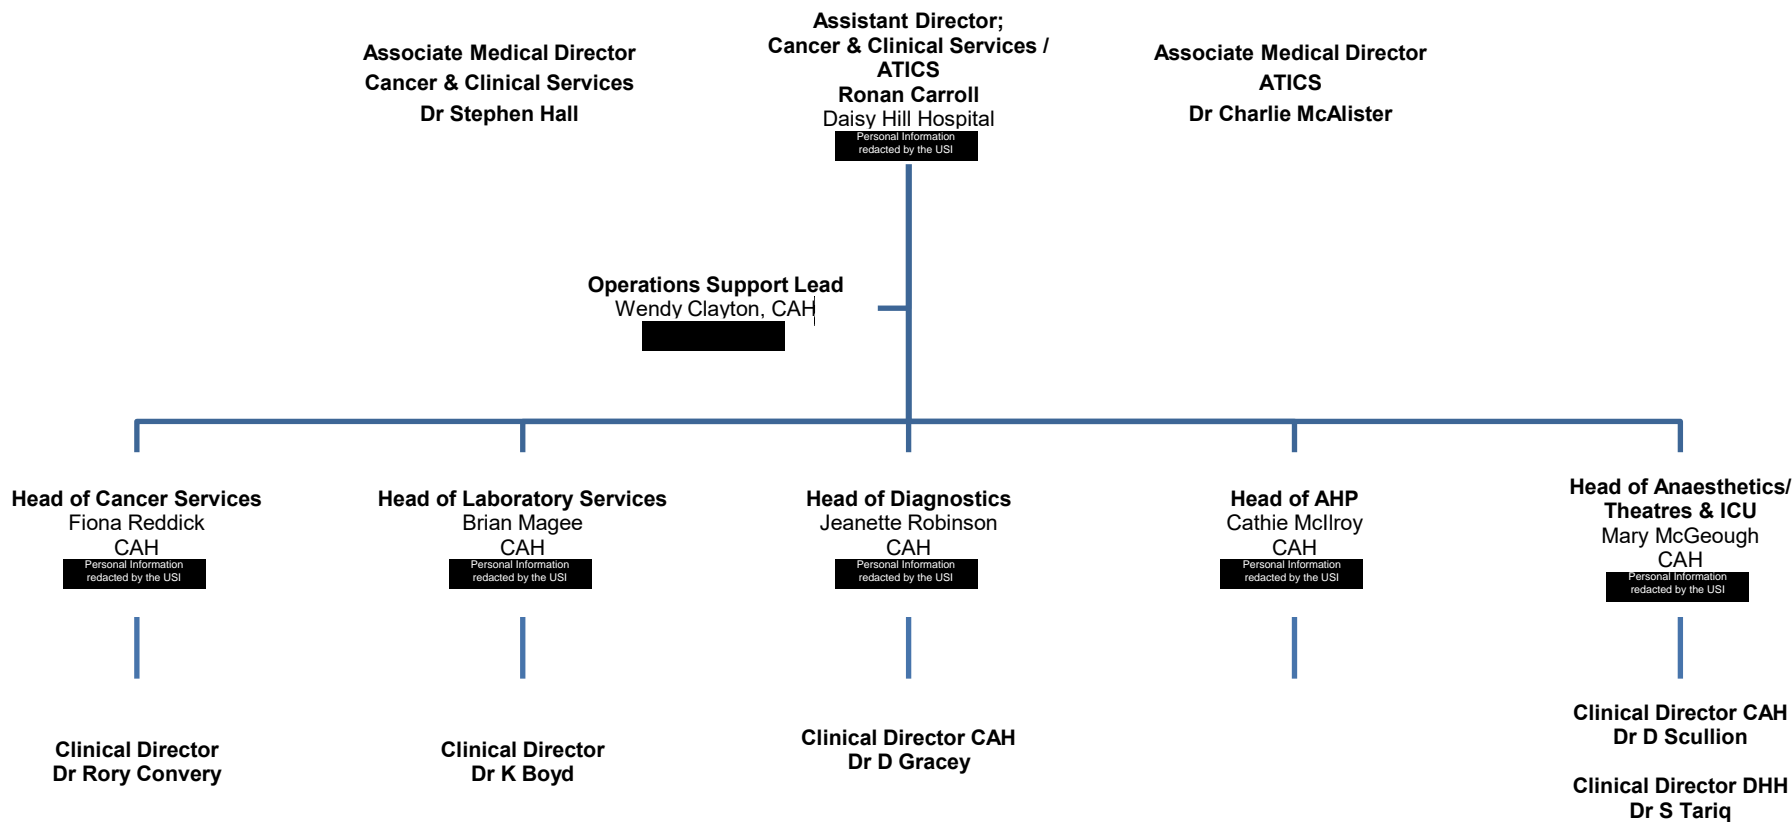 Associate Medical Director
Cancer & Clinical Services
Dr Stephen Hall
Assistant Director;
Cancer & Clinical Services /
ATICS
Ronan Carroll
Daisy Hill Hospital
Personal Information
redacted by the USI
Associate Medical Director
ATICS
Dr Charlie McAlister
Operations Support Lead
Wendy Clayton, CAH
Head of Cancer Services
Fiona Reddick
CAH
Personal Information
redacted by the USI
Head of Laboratory Services
Brian Magee
CAH
Personal Information
redacted by the USI
Head of Diagnostics
Jeanette Robinson
CAH
Personal Information
redacted by the USI
Head of AHP
Cathie McIlroy
CAH
Personal Information
redacted by the USI
Head of Anaesthetics/
Theatres & ICU
Mary McGeough
CAH
Personal Information
redacted by the USI
Clinical Director
Dr Rory Convery
Clinical Director
Dr K Boyd
Clinical Director CAH
Dr D Gracey
Clinical Director CAH
Dr D Scullion
Clinical Director DHH
Dr S Tariq